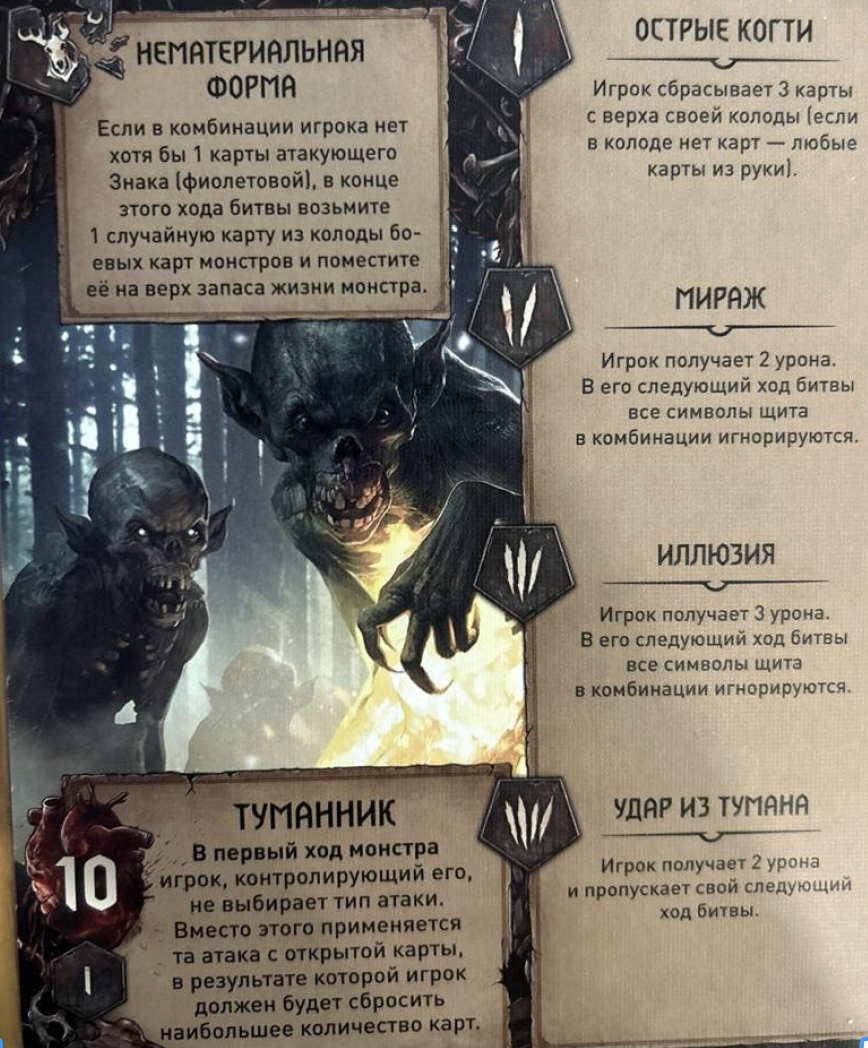 НЕМАТЕРИАЛЬНАЯ
ФОРМА
Если в комбинации игрока нет
хотя бы 1 карты атакующего
Знака (фиолетовой), в конце
этого хода битвы возьмите
1 случайную карту из колоды бо-
евых карт монстров и поместите
её на верх запаса жизни монстра.
ОСТРЫЕ КОГТИ
Игрок сбрасывает 3 карты
с верха своей колоды (если
в колоде нет карт — любые
карты из руки).
МИРАЖ
Игрок получает 2 урона.
В его следующий ход битвы
все символы щита
в комбинации игнорируются.
ИЛЛЮЗИЯ
Игрок получает 3 урона.
В его следующий ход битвы
все символы щита
в комбинации игнорируются.
УДАР ИЗ ТУМАНА
Игрок получает 2 урона
и пропускает свой следующий
ход битвы.
ТУМАННИК
10
I
В первый ход монстра
игрок, контролирующий его,
не выбирает тип атаки.
Вместо этого применяется
та атака с открытой карты,
в результате которой игрок
должен будет сбросить
наибольшее количество карт.